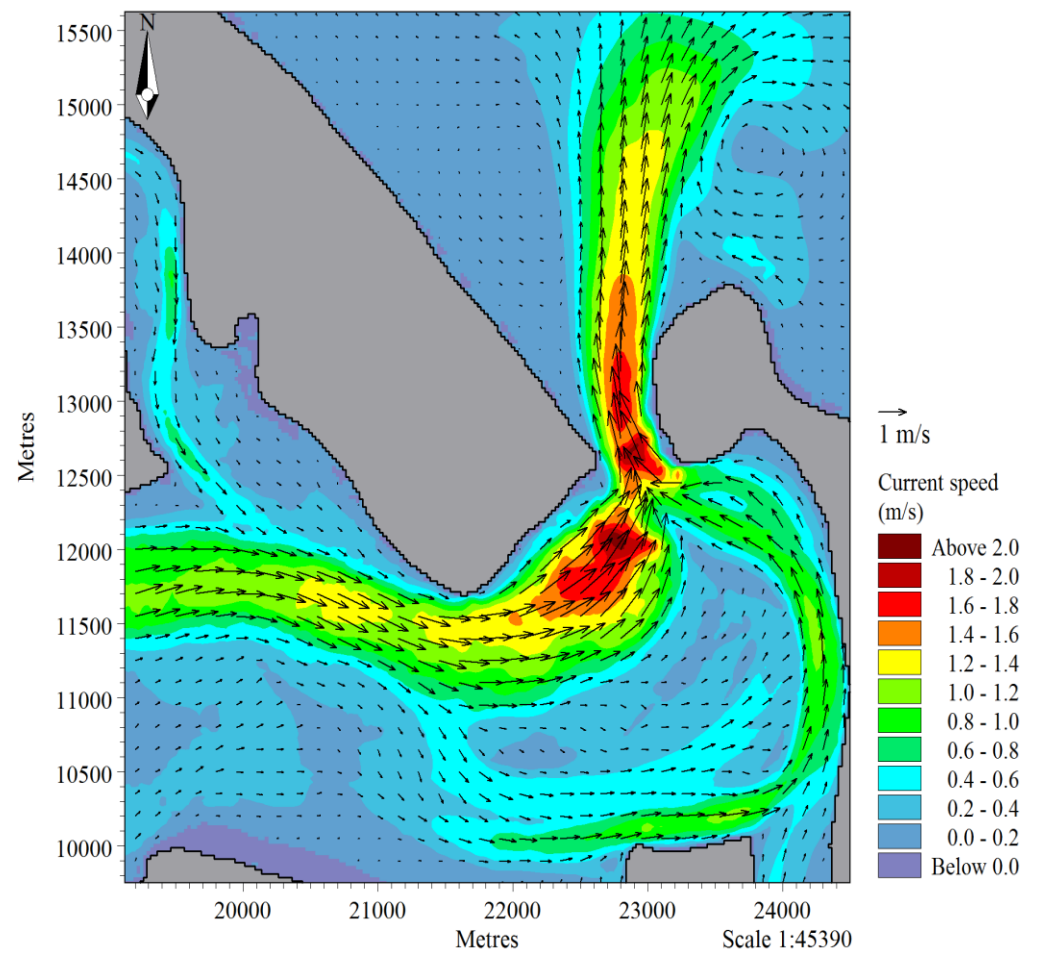 N
15500
15000
14500
14000
13500
13000
12500
12000
11500
11000
10500
10000
Metres
20000
21000
22000
23000
24000
Metres
Scale 1:45390
1 m/s
Current speed
(m/s)
Above 2.0
1.8 - 2.0
1.6 - 1.8
1.4 - 1.6
1.2 - 1.4
1.0 - 1.2
0.8 - 1.0
0.6 - 0.8
0.4 - 0.6
0.2 - 0.4
0.0 - 0.2
Below 0.0